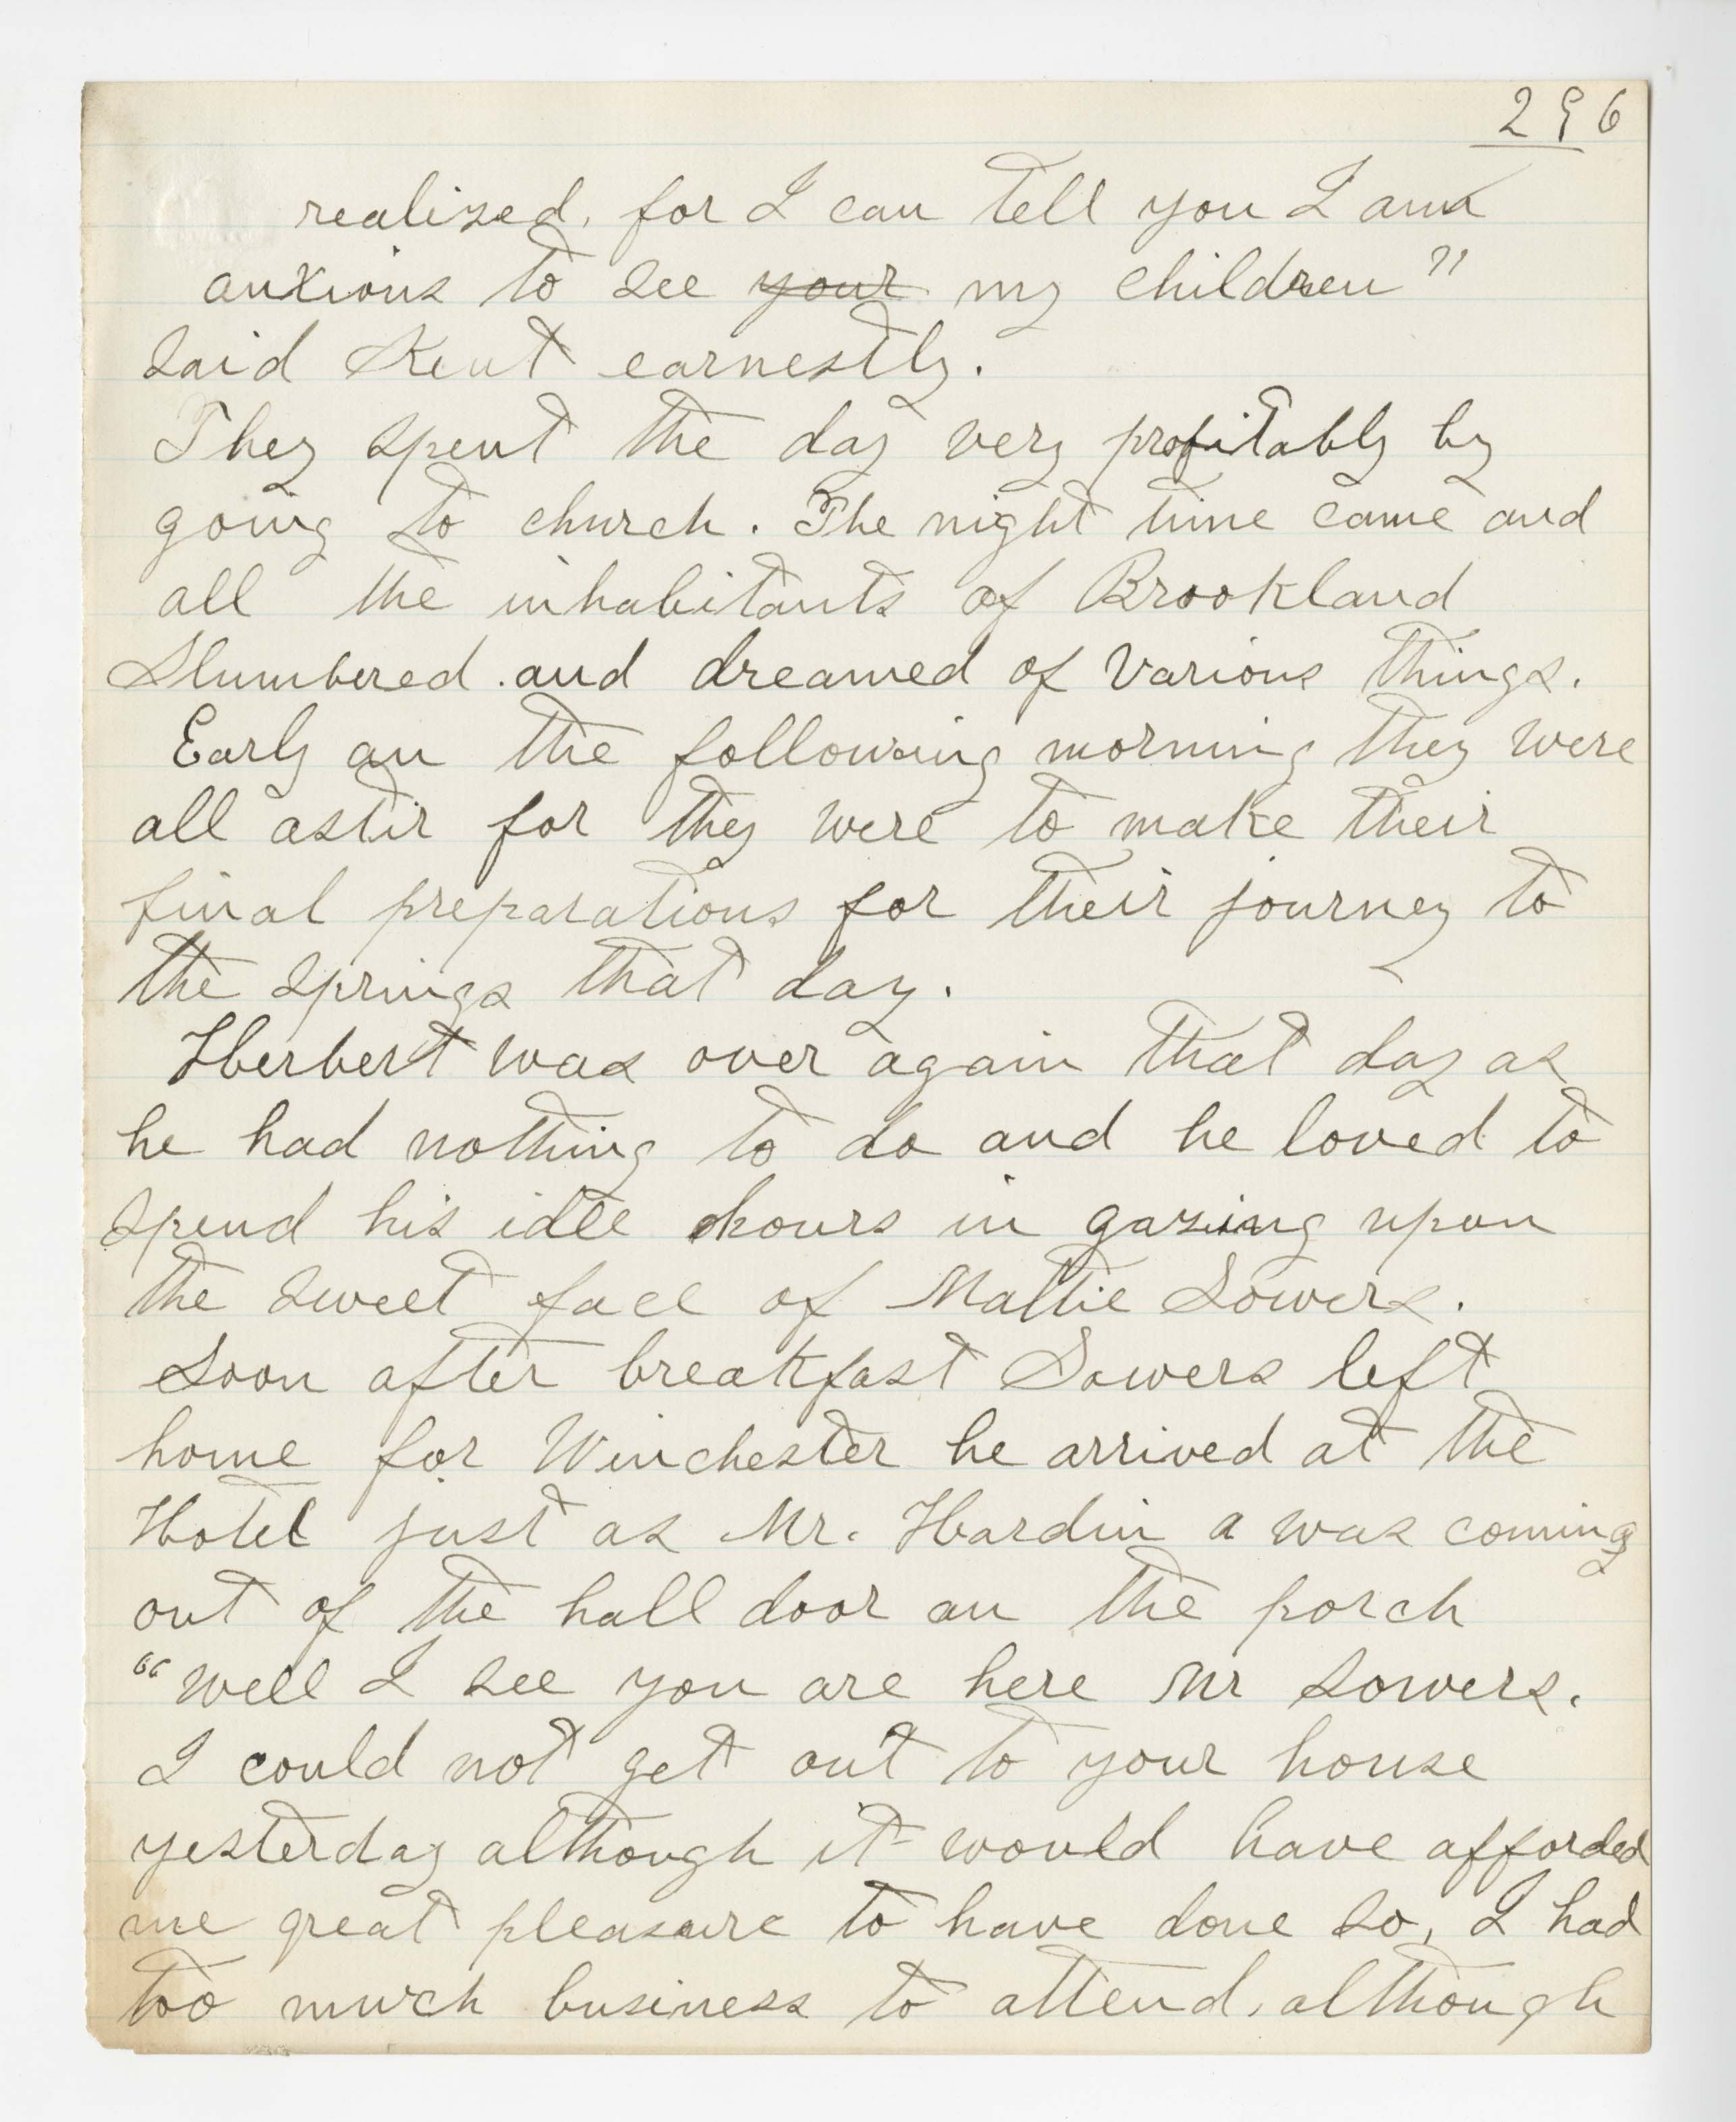 296
realized, for I can tell you I am
anxious to see your my children"
said Kent earnestly.
They spent the day very profitably by
going to church. The night time came and
all the inhabitants of Brookland
Slumbered and dreamed of various things.
Early an the following morning they were
all astir for they were to make their
final preparations for their journey to
the springs that day.
Herbert was over again that day as
he had nothing to do and he loved to
spend his idle hours in gazing upon
the sweet face of Mattie Sowers.
Soon after breakfast Sowers left
home for Winchester he arrived at the
Hotel just as Mr. Hardin a was coming
out of the hall door an the porch
"well I see you are here Mr Sowers.
I could not get out to your house
yesterday although it would have afforded
me great pleasure to have done so, I had
too much business to attend, although